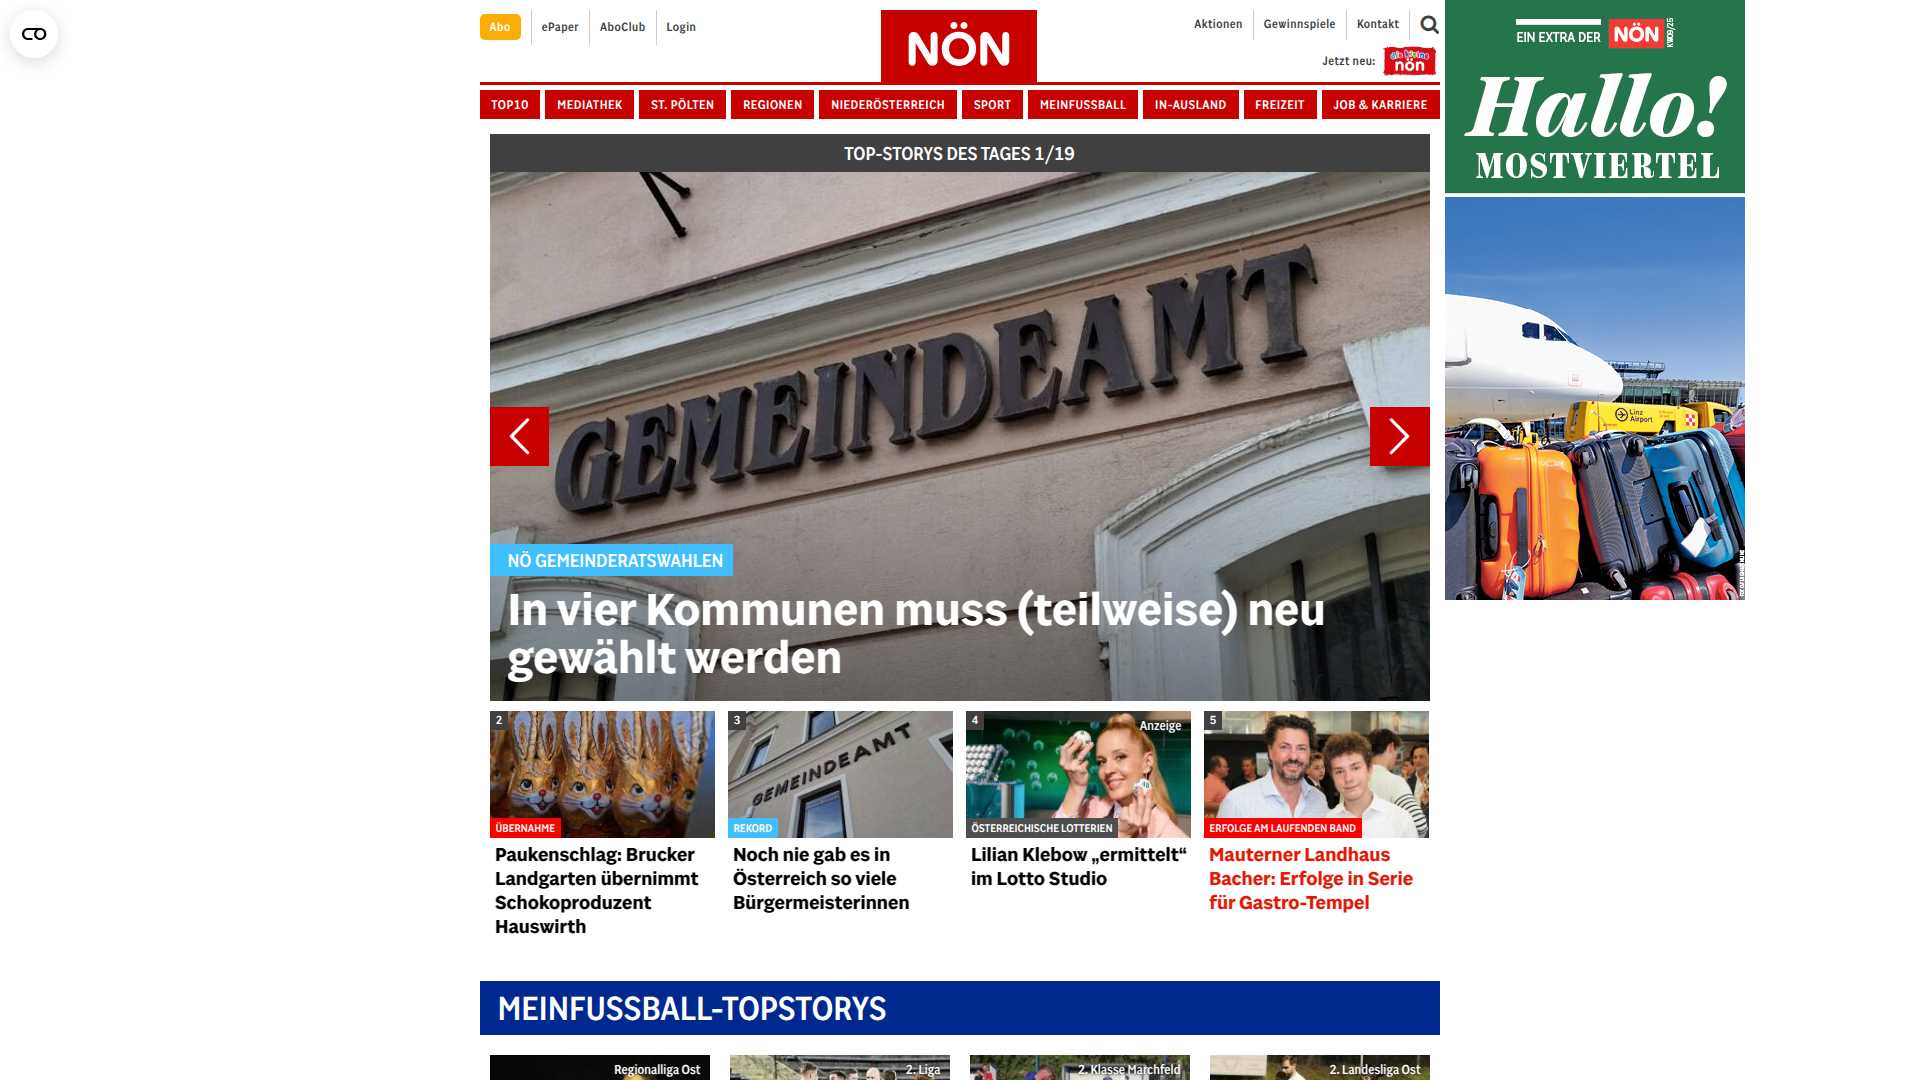 Abo
ePaper
AboClub
Login
NÖN
Aktionen
Gewinnspiele
Kontakt
Jetzt neu:
die kleine
nön
TOP10
MEDIATHEK
ST. PÖLTEN
REGIONEN
NIEDERÖSTERREICH
SPORT
MEINFUSSBALL
IN-AUSLAND
FREIZEIT
JOB & KARRIERE
EIN EXTRA DER NÖN KW09/25
Hallo!
MOSTVIERTEL
Linz
Airport
TOP-STORYS DES TAGES 1/19
GEMEINDEAMT
NÖ GEMEINDERATSWAHLEN
In vier Kommunen muss (teilweise) neu
gewählt werden
2
ÜBERNAHME
Paukenschlag: Brucker
Landgarten übernimmt
Schokoproduzent
Hauswirth
3
GEMEINDEAMT
REKORD
Noch nie gab es in
Österreich so viele
Bürgermeisterinnen
4
Anzeige
ÖSTERREICHISCHE LOTTERIEN
Lilian Klebow „ermittelt“
im Lotto Studio
5
ERFOLGE AM LAUFENDEN BAND
Mauterner Landhaus
Bacher: Erfolge in Serie
für Gastro-Tempel
MEINFUSSBALL-TOPSTORYS
Regionalliga Ost
2. Liga
2. Klasse Marchfeld
2. Landesliga Ost